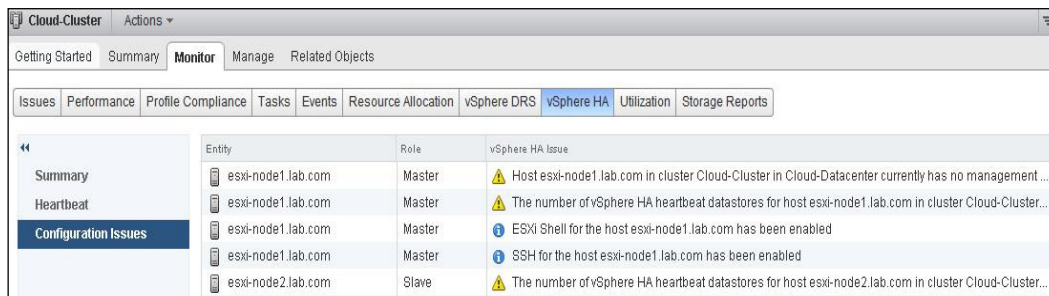 Cloud-Cluster Actions
Getting Started Summary Monitor Manage Related Objects
Issues Performance Profile Compliance Tasks Events Resource Allocation vSphere DRS vSphere HA Utilization Storage Reports
Summary
Heartbeat
Configuration Issues
Entity Role vSphere HA Issue
esxi-node1.lab.com Master Host esxi-node1.lab.com in cluster Cloud-Cluster in Cloud-Datacenter currently has no management ...
esxi-node1.lab.com Master The number of vSphere HA heartbeat datastores for host esxi-node1.lab.com in cluster Cloud-Cluster...
esxi-node1.lab.com Master ESXi Shell for the host esxi-node1.lab.com has been enabled
esxi-node1.lab.com Master SSH for the host esxi-node1.lab.com has been enabled
esxi-node2.lab.com Slave The number of vSphere HA heartbeat datastores for host esxi-node2.lab.com in cluster Cloud-Cluster...